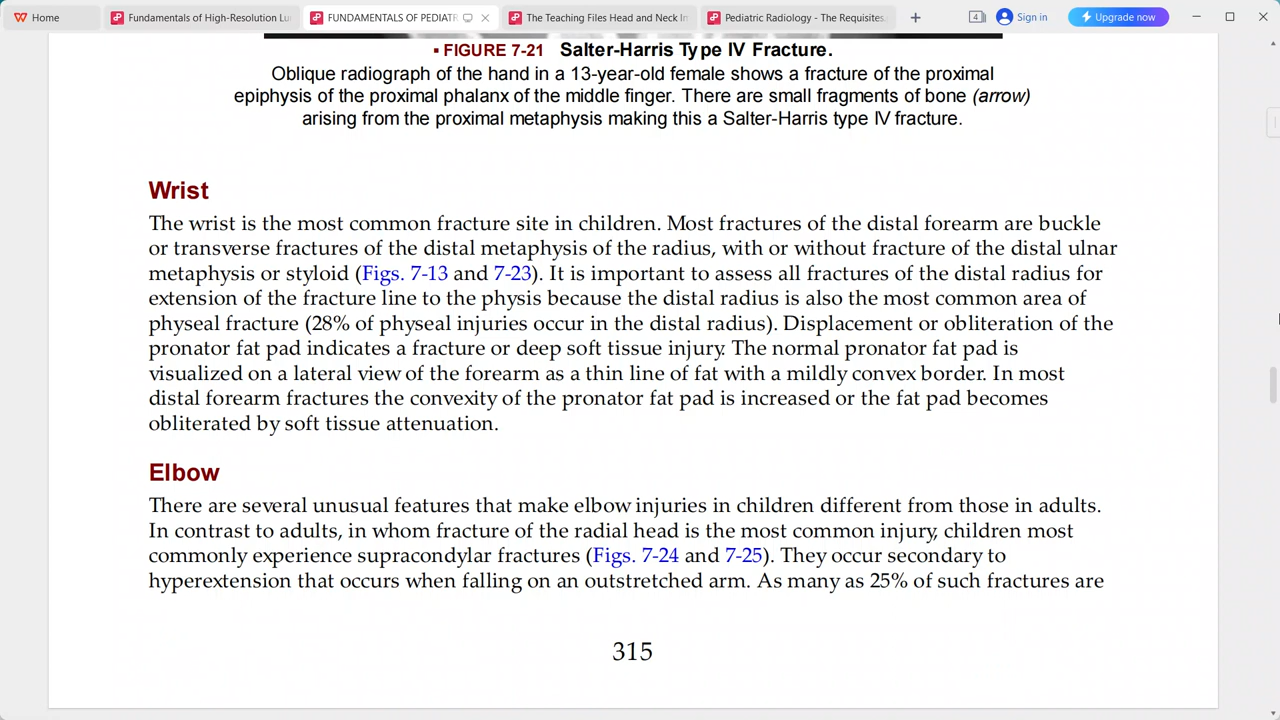 Home
Fundamentals of High-Resolution Lu
FUNDAMENTALS OF PEDIATR
The Teaching Files Head and Neck Im
Pediatric Radiology - The Requisites.
4
Sign in
Upgrade now
▪ FIGURE 7-21 Salter-Harris Type IV Fracture.
Oblique radiograph of the hand in a 13-year-old female shows a fracture of the proximal
epiphysis of the proximal phalanx of the middle finger. There are small fragments of bone (arrow)
arising from the proximal metaphysis making this a Salter-Harris type IV fracture.
Wrist
The wrist is the most common fracture site in children. Most fractures of the distal forearm are buckle
or transverse fractures of the distal metaphysis of the radius, with or without fracture of the distal ulnar
metaphysis or styloid (Figs. 7-13 and 7-23). It is important to assess all fractures of the distal radius for
extension of the fracture line to the physis because the distal radius is also the most common area of
physeal fracture (28% of physeal injuries occur in the distal radius). Displacement or obliteration of the
pronator fat pad indicates a fracture or deep soft tissue injury. The normal pronator fat pad is
visualized on a lateral view of the forearm as a thin line of fat with a mildly convex border. In most
distal forearm fractures the convexity of the pronator fat pad is increased or the fat pad becomes
obliterated by soft tissue attenuation.
Elbow
There are several unusual features that make elbow injuries in children different from those in adults.
In contrast to adults, in whom fracture of the radial head is the most common injury, children most
commonly experience supracondylar fractures (Figs. 7-24 and 7-25). They occur secondary to
hyperextension that occurs when falling on an outstretched arm. As many as 25% of such fractures are
315